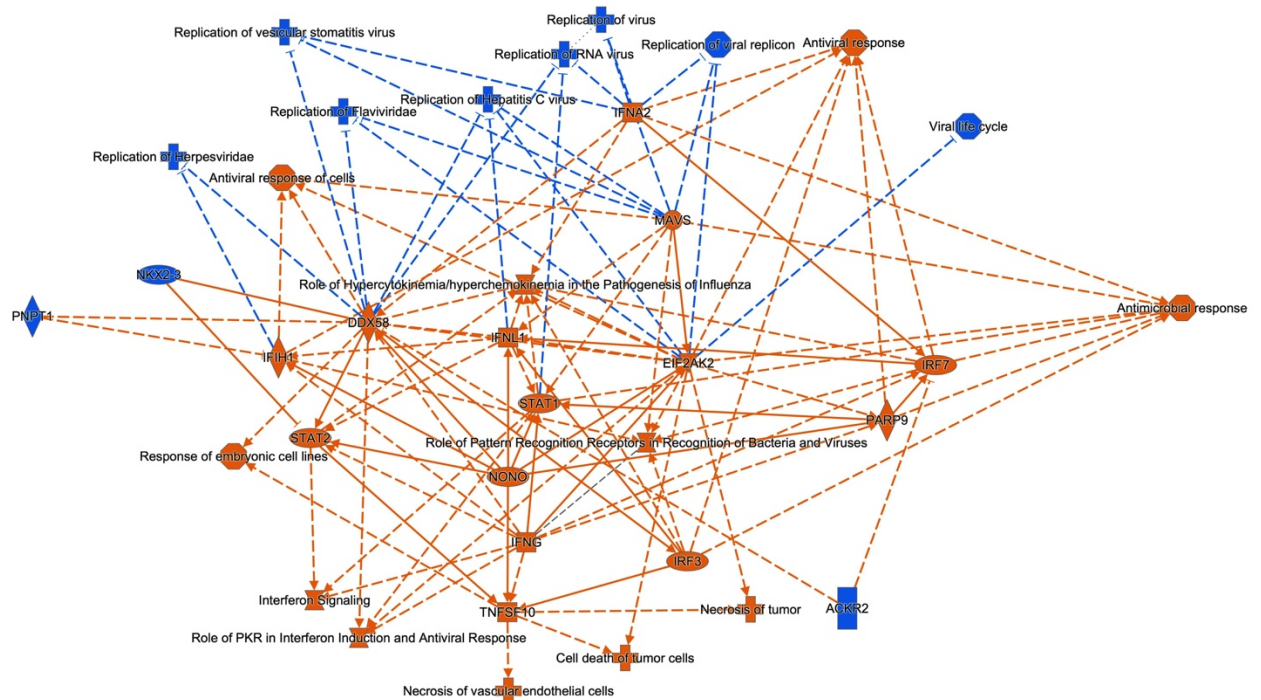 Replication of virus
Replication of vesicular stomatitis virus
Replication of viral replicon
Antiviral response
Replication of RNA virus
Replication of Hepatitis C virus
Replication of Flaviviridae
IFNA2
Viral life cycle
Replication of Herpesviridae
Antiviral response of cells
MAVS
NKX2-3
Role of Hypercytokinemia/hyperchemokinemia in the Pathogenesis of Influenza
Antimicrobial response
PNPT1
DDX58
IFNL1
IFIH1
EIF2AK2
IRF7
STAT1
PARP9
STAT2
Role of Pattern Recognition Receptors in Recognition of Bacteria and Viruses
Response of embryonic cell lines
NONO
IFNG
IRF3
Interferon Signaling
TNFSF10
Necrosis of tumor
ACKR2
Role of PKR in Interferon Induction and Antiviral Response
Cell death of tumor cells
Necrosis of vascular endothelial cells